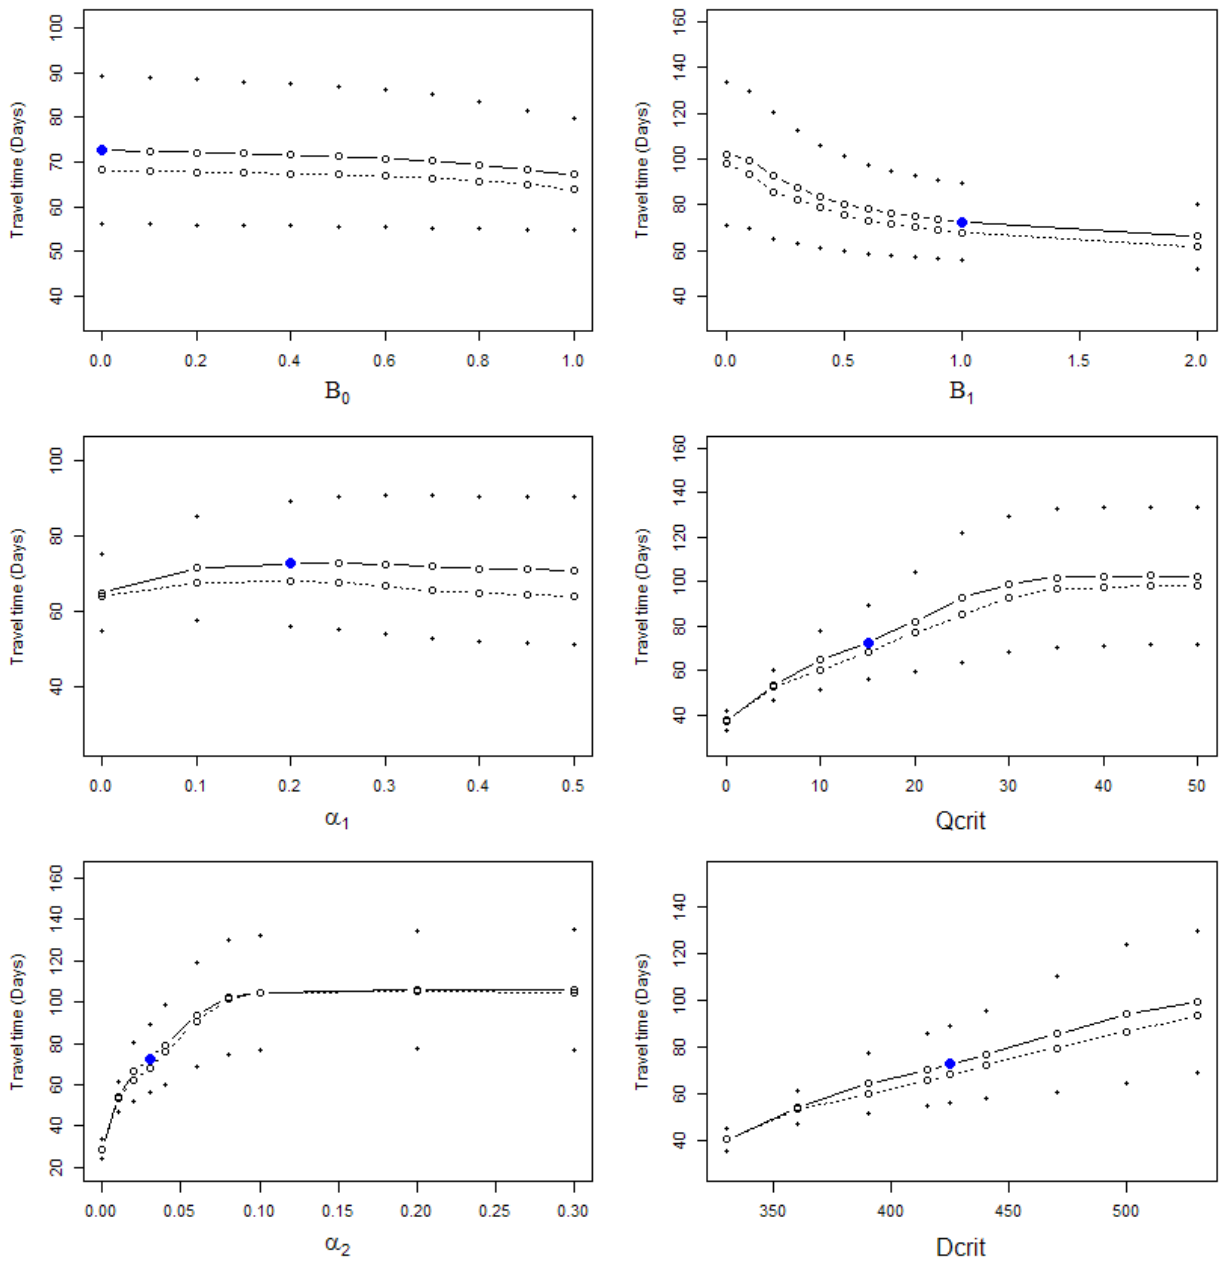 Travel time (Days)
40 50 60 70 80 90 100
0.0 0.2 0.4 0.6 0.8 1.0
B0
Travel time (Days)
40 60 80 100 120 140 160
0.0 0.5 1.0 1.5 2.0
B1
Travel time (Days)
40 60 80 100
0.0 0.1 0.2 0.3 0.4 0.5
α1
Travel time (Days)
40 60 80 100 120 140 160
0 10 20 30 40 50
Qcrit
Travel time (Days)
20 40 60 80 100 120 140 160
0.00 0.05 0.10 0.15 0.20 0.25 0.30
α2
Travel time (Days)
40 60 80 100 120 140
350 400 450 500
Dcrit